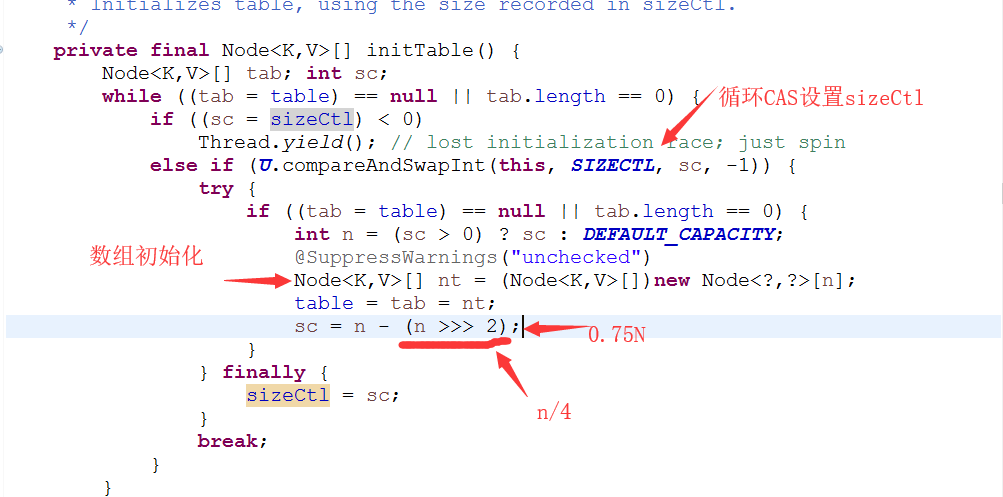 * Initializes table, using the size recorded in sizeCtl.
*/
private final Node<K,V>[] initTable() {
Node<K,V>[] tab; int sc;
while ((tab = table) == null || tab.length == 0) {
循环CAS设置sizeCtl
if ((sc = sizeCtl) < 0)
Thread.yield(); // lost initialization race; just spin
else if (U.compareAndSwapInt(this, SIZECTL, sc, -1)) {
try {
if ((tab = table) == null || tab.length == 0) {
int n = (sc > 0) ? sc : DEFAULT_CAPACITY;
数组初始化
@SuppressWarnings("unchecked")
Node<K,V>[] nt = (Node<K,V>[])new Node<?,?>[n];
table = tab = nt;
sc = n - (n >>> 2);
0.75N
}
} finally {
sizeCtl = sc;
n/4
}
break;
}
}